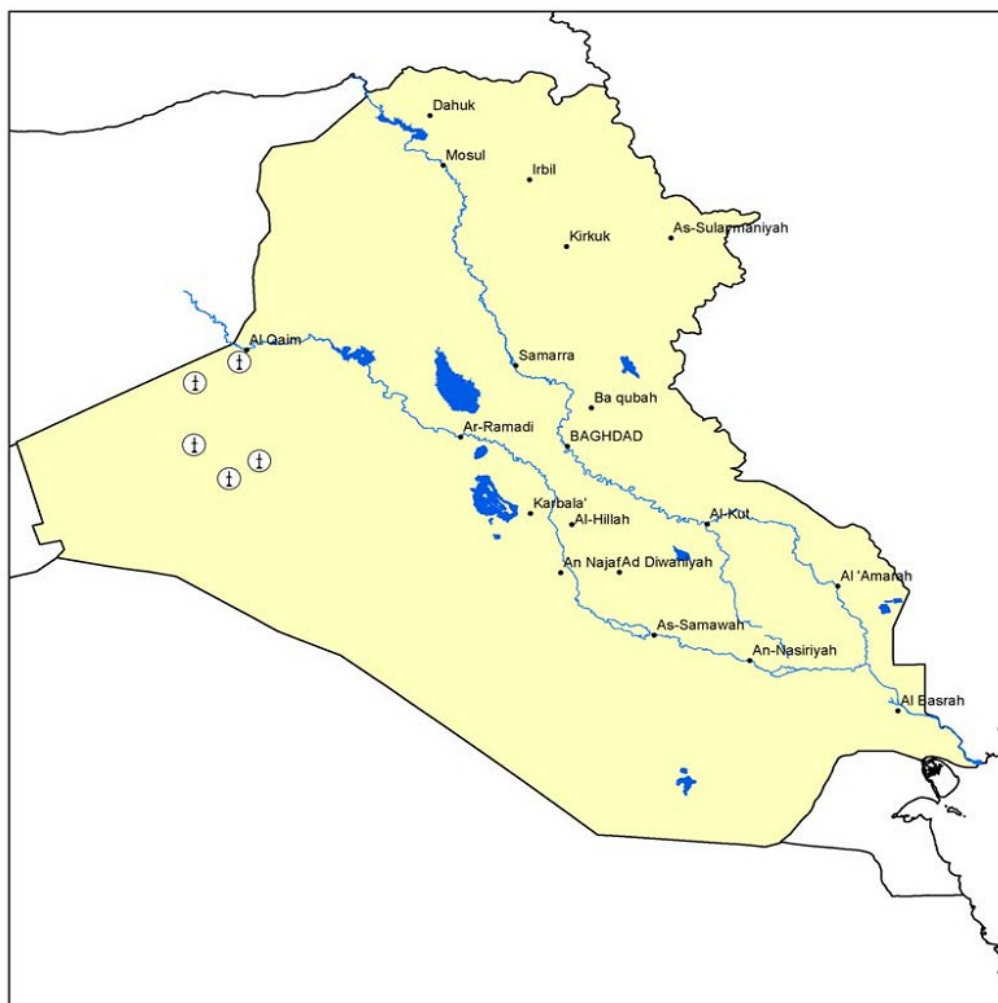 Dahuk
Mosul
Irbil
As-Sulaymaniyah
Kirkuk
Al Qaim
Samarra
Ba qubah
Ar-Ramadi
BAGHDAD
Karbala'
Al-Hillah
Al-Kut
An Najaf
Ad Diwaniyah
Al 'Amarah
As-Samawah
An-Nasiriyah
Al Basrah